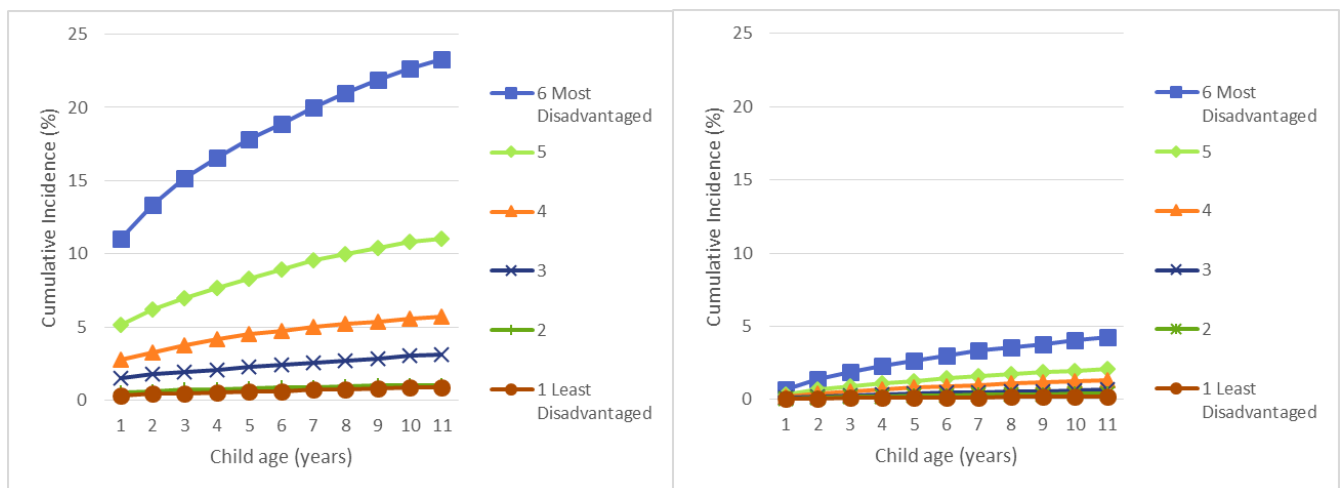 25
20
15
10
5
0
Cumulative Incidence (%)
1 2 3 4 5 6 7 8 9 10 11
Child age (years)
6 Most
Disadvantaged
5
4
3
2
1 Least
Disadvantaged
25
20
15
10
5
0
Cumulative Incidence (%)
1 2 3 4 5 6 7 8 9 10 11
Child age (years)
6 Most
Disadvantaged
5
4
3
2
1 Least
Disadvantaged